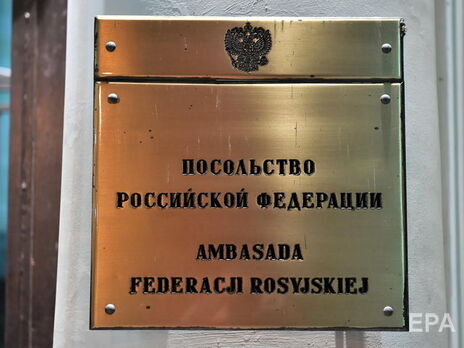 ПОСОЛЬСТВО
РОССИЙСКОЙ ФЕДЕРАЦИИ
AMBASADA
FEDERACJI ROSYJSKIEJ
EPA